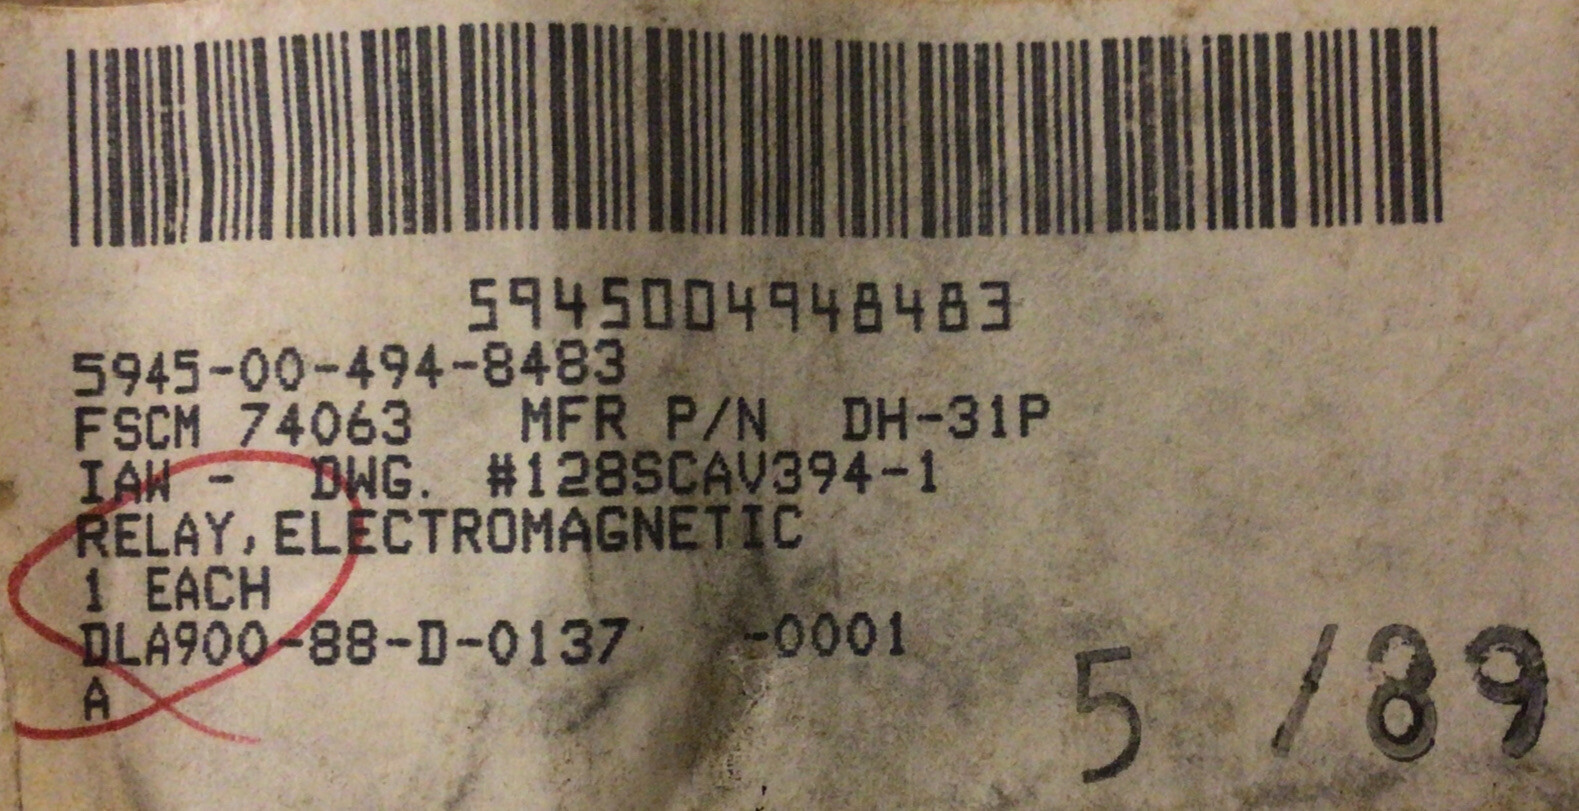 5945004948483
5945-00-494-8483
FSCM 74063 MFR P/N DH-31P
IAW - DWG. #128SCAV394-1
RELAY, ELECTROMAGNETIC
1 EACH
DLA900-88-D-0137 -0001
A
5 /89